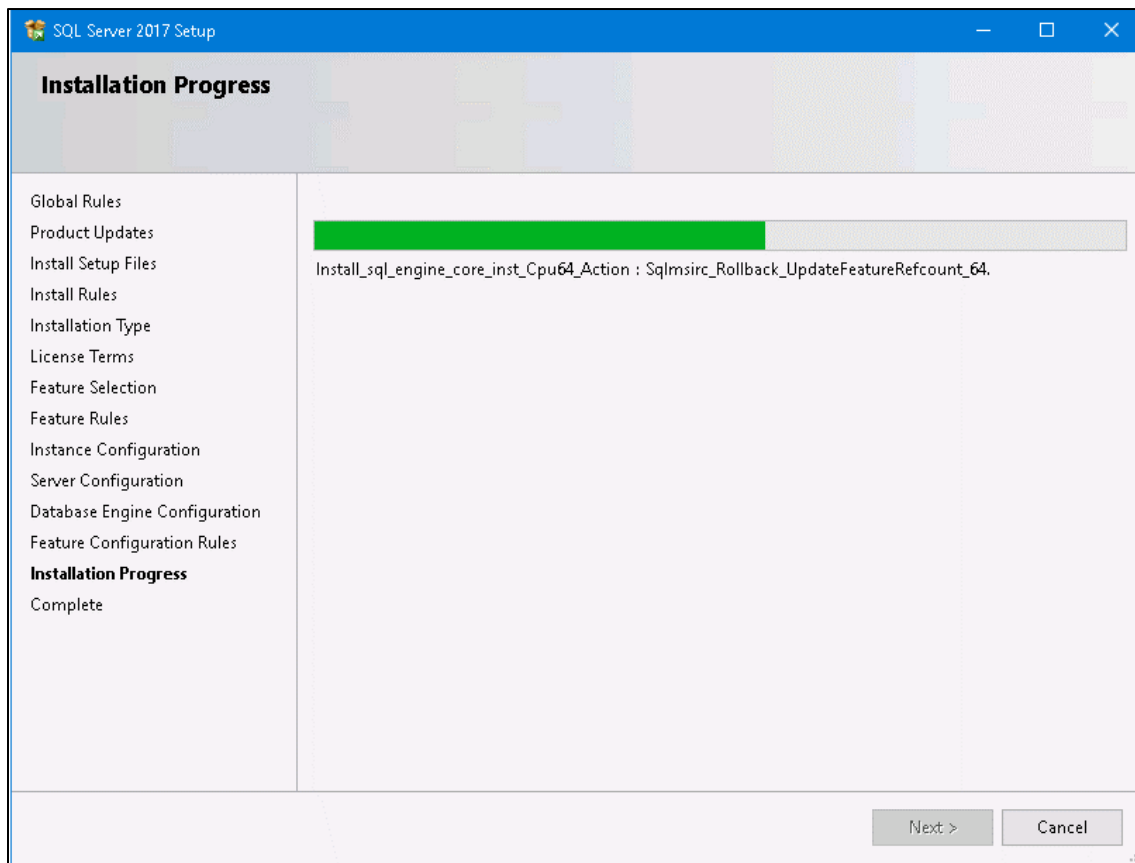 SQL Server 2017 Setup
Installation Progress
Global Rules
Product Updates
Install Setup Files
Install Rules
Installation Type
License Terms
Feature Selection
Feature Rules
Instance Configuration
Server Configuration
Database Engine Configuration
Feature Configuration Rules
Installation Progress
Complete
Install_sql_engine_core_inst_Cpu64_Action : Sqlmsirc_Rollback_UpdateFeatureRefcount_64.
Next > Cancel